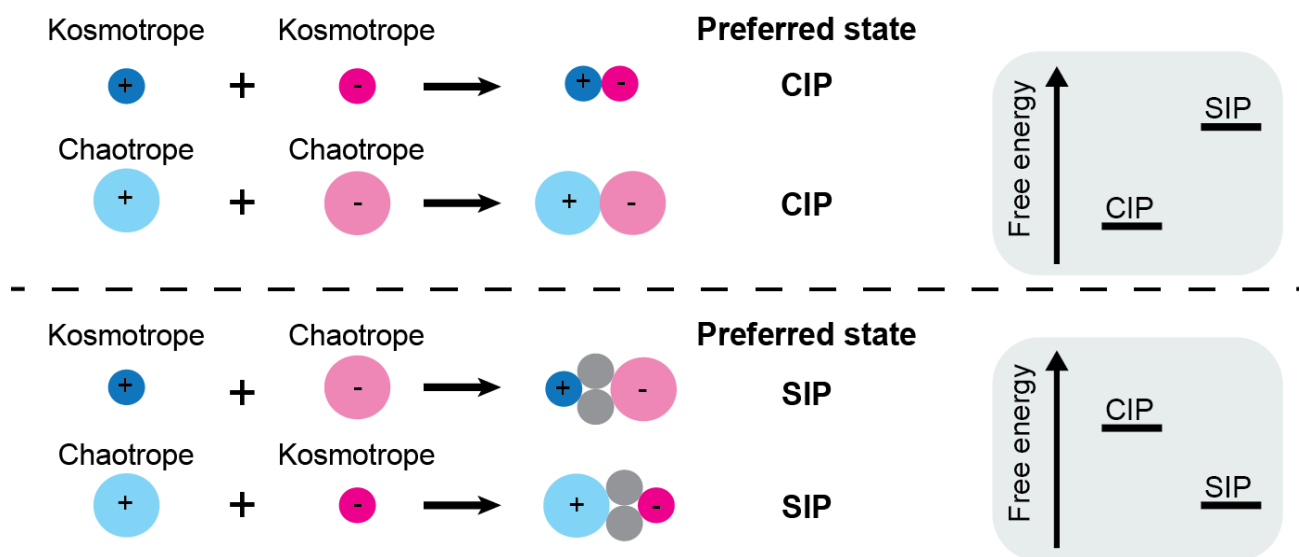 Kosmotrope Kosmotrope Preferred state
+ + - + - CIP
Chaotrope Chaotrope
+ + - + - CIP
Free energy
SIP
CIP
Kosmotrope Chaotrope Preferred state
+ + - + - SIP
Chaotrope Kosmotrope
+ + - + - SIP
Free energy
CIP
SIP